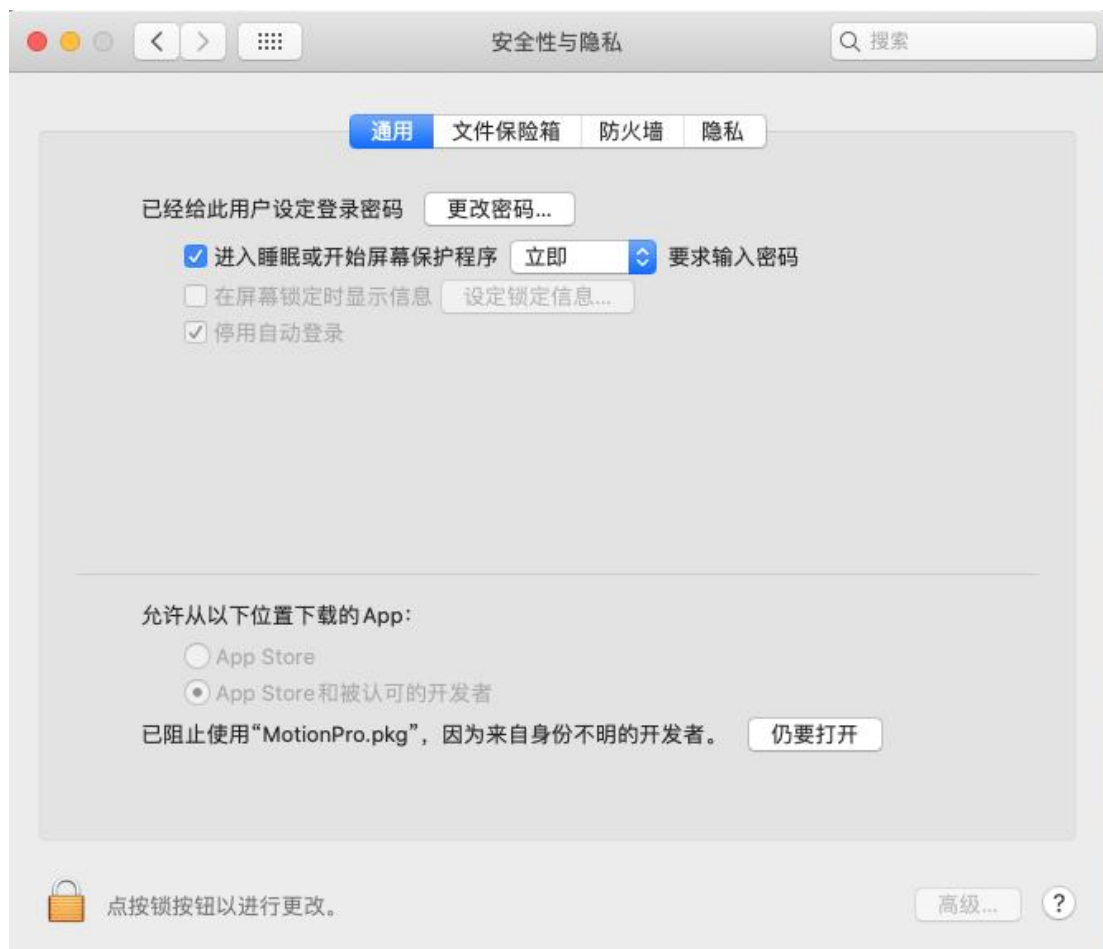 安全性与隐私
搜索
通用 文件保险箱 防火墙 隐私
已经给此用户设定登录密码 更改密码...
进入睡眠或开始屏幕保护程序 立即 要求输入密码
在屏幕锁定时显示信息 设定锁定信息...
停用自动登录
允许从以下位置下载的App:
App Store
App Store和被认可的开发者
已阻止使用“MotionPro.pkg”，因为来自身份不明的开发者。 仍要打开
点按锁按钮以进行更改。
高级... ?